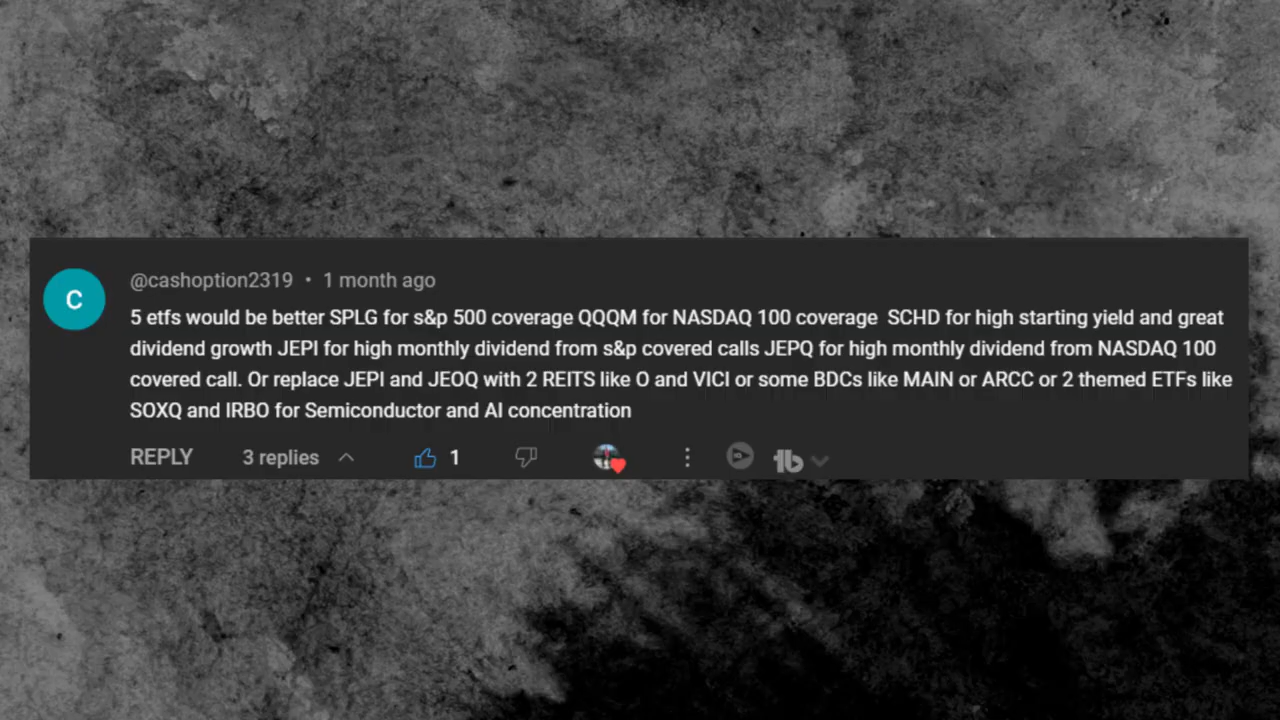 C
@cashoption2319 • 1 month ago
5 etfs would be better SPLG for s&p 500 coverage QQQM for NASDAQ 100 coverage  SCHD for high starting yield and great
dividend growth JEPI for high monthly dividend from s&p covered calls JEPQ for high monthly dividend from NASDAQ 100
covered call. Or replace JEPI and JEOQ with 2 REITS like O and VICI or some BDCs like MAIN or ARCC or 2 themed ETFs like
SOXQ and IRBO for Semiconductor and AI concentration
REPLY 3 replies 1 tb